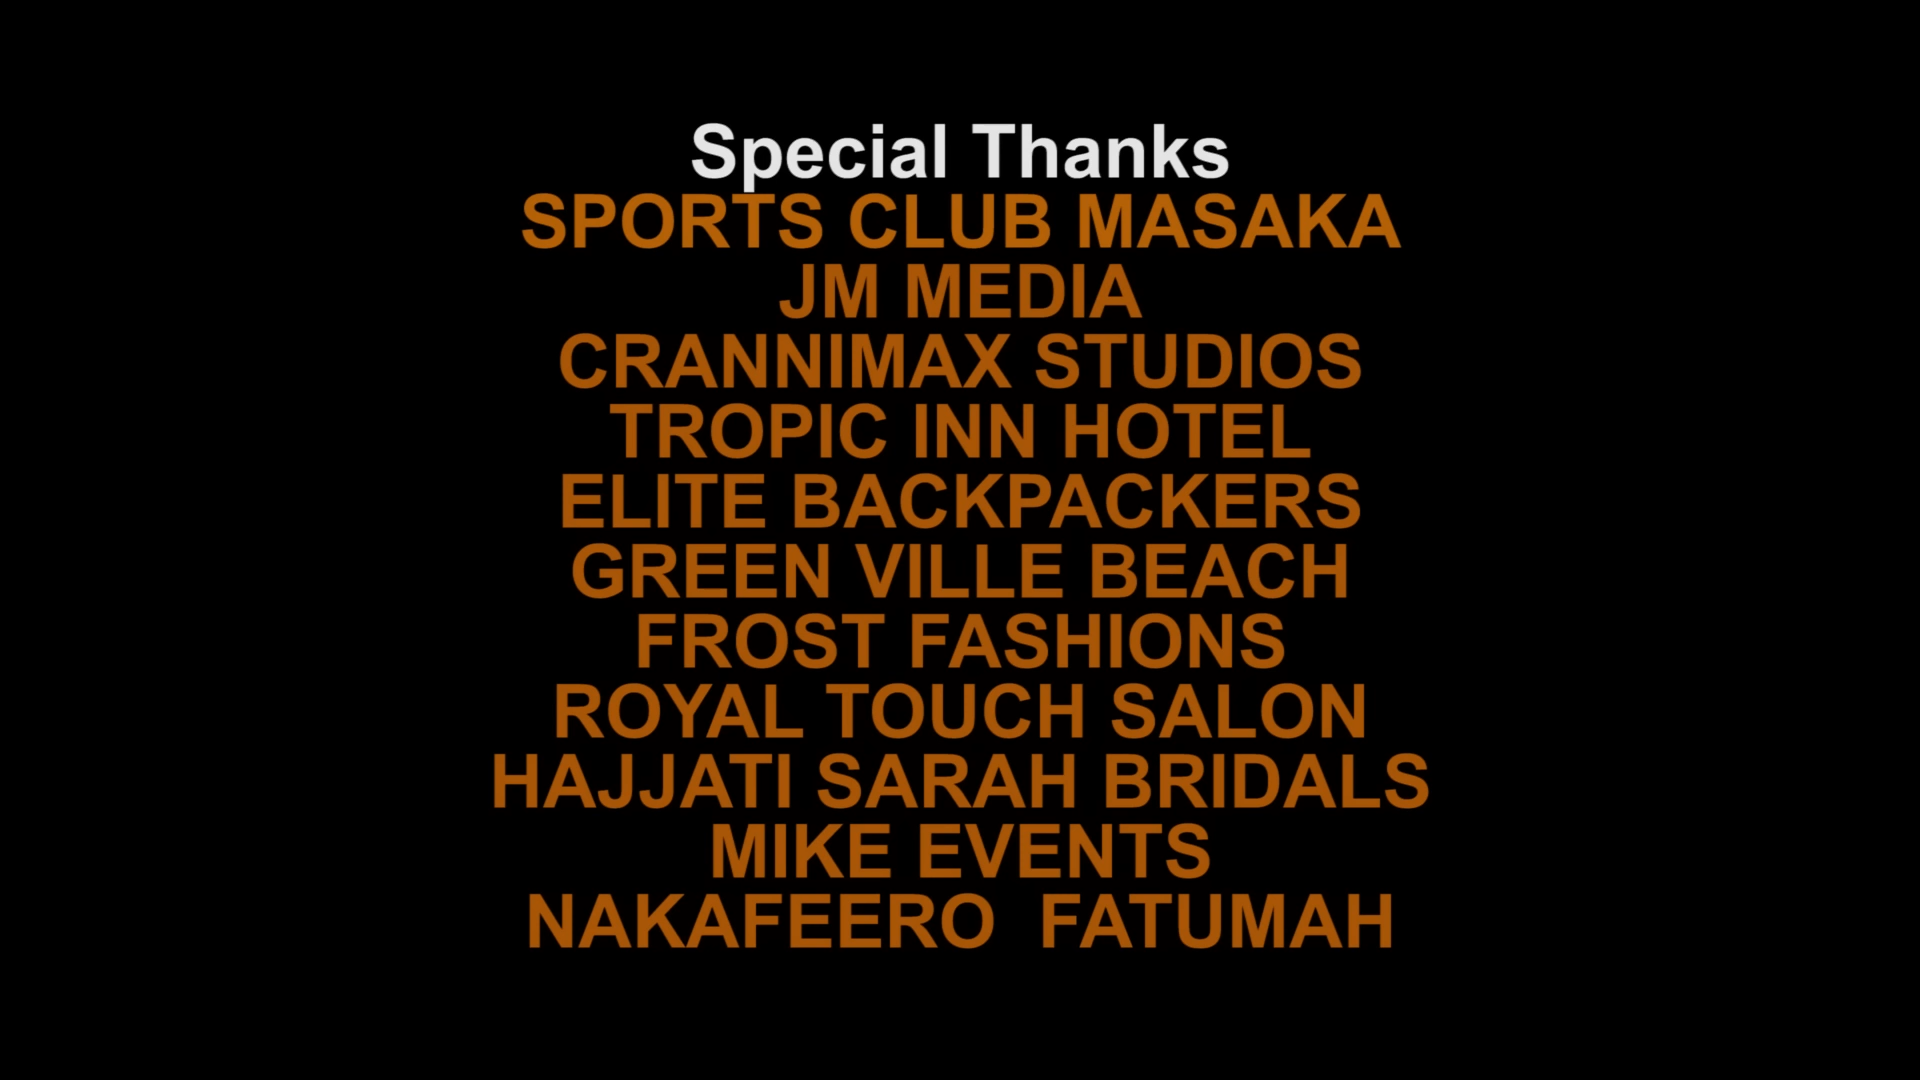 Special Thanks
SPORTS CLUB MASAKA
JM MEDIA
CRANNIMAX STUDIOS
TROPIC INN HOTEL
ELITE BACKPACKERS
GREEN VILLE BEACH
FROST FASHIONS
ROYAL TOUCH SALON
HAJJATI SARAH BRIDALS
MIKE EVENTS
NAKAFEERO  FATUMAH